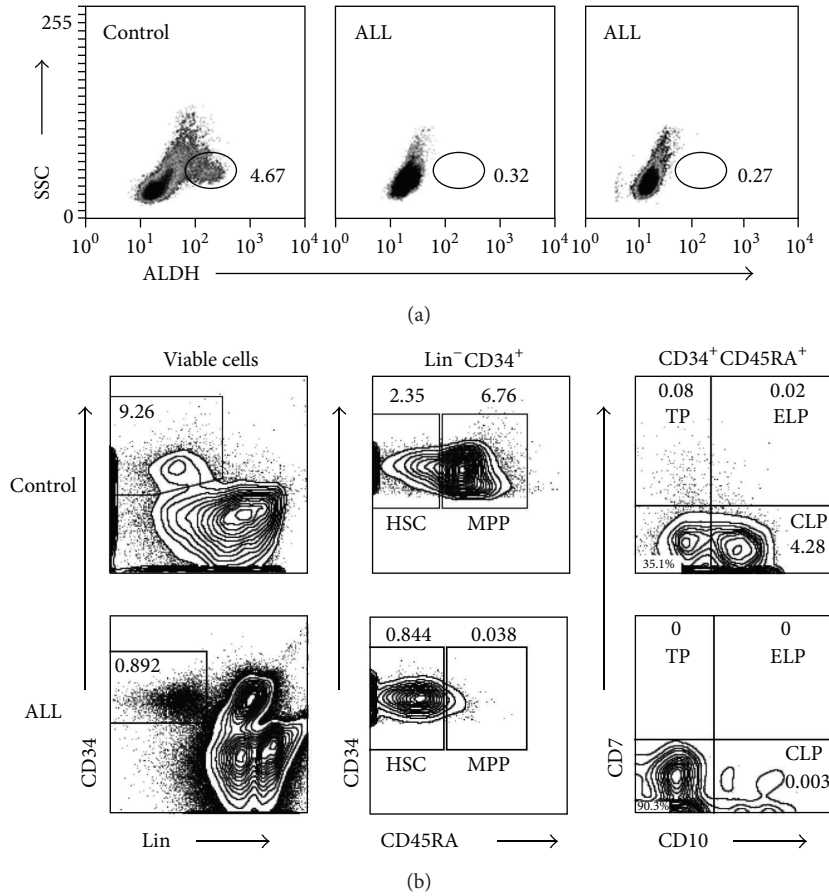 255
SSC
0
Control
4.67
ALL
0.32
ALL
0.27
10^0 10^1 10^2 10^3 10^4
10^0 10^1 10^2 10^3 10^4
10^0 10^1 10^2 10^3 10^4
ALDH
(a)
Viable cells
Lin⁻ CD34⁺
CD34⁺ CD45RA⁺
Control
9.26
2.35 6.76
HSC MPP
0.08 0.02
TP ELP
CLP
4.28
35.1%
ALL
0.892
0.844 0.038
HSC MPP
0 0
TP ELP
CLP
0.003
90.3%
CD34
CD34
CD7
Lin
CD45RA
CD10
(b)